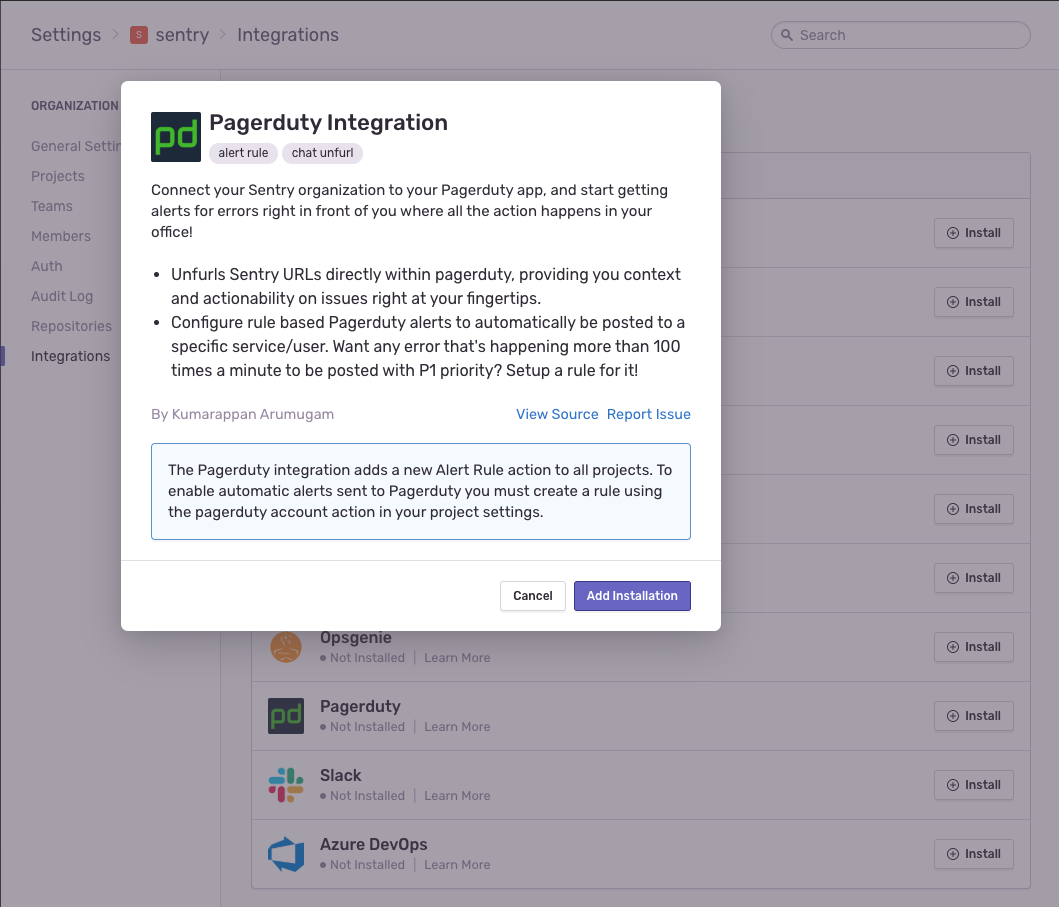 Settings > S sentry > Integrations
Search
ORGANIZATION
General Settin
Projects
Teams
Members
Auth
Audit Log
Repositories
Integrations
pd
Pagerduty Integration
alert rule chat unfurl
Connect your Sentry organization to your Pagerduty app, and start getting
alerts for errors right in front of you where all the action happens in your
office!
• Unfurls Sentry URLs directly within pagerduty, providing you context
and actionability on issues right at your fingertips.
• Configure rule based Pagerduty alerts to automatically be posted to a
specific service/user. Want any error that's happening more than 100
times a minute to be posted with P1 priority? Setup a rule for it!
By Kumarappan Arumugam View Source Report Issue
The Pagerduty integration adds a new Alert Rule action to all projects. To
enable automatic alerts sent to Pagerduty you must create a rule using
the pagerduty account action in your project settings.
Cancel Add Installation
Install
Install
Install
Install
Install
Install
Opsgenie
Not Installed | Learn More
Install
pd
Pagerduty
Not Installed | Learn More
Install
Slack
Not Installed | Learn More
Install
Azure DevOps
Not Installed | Learn More
Install